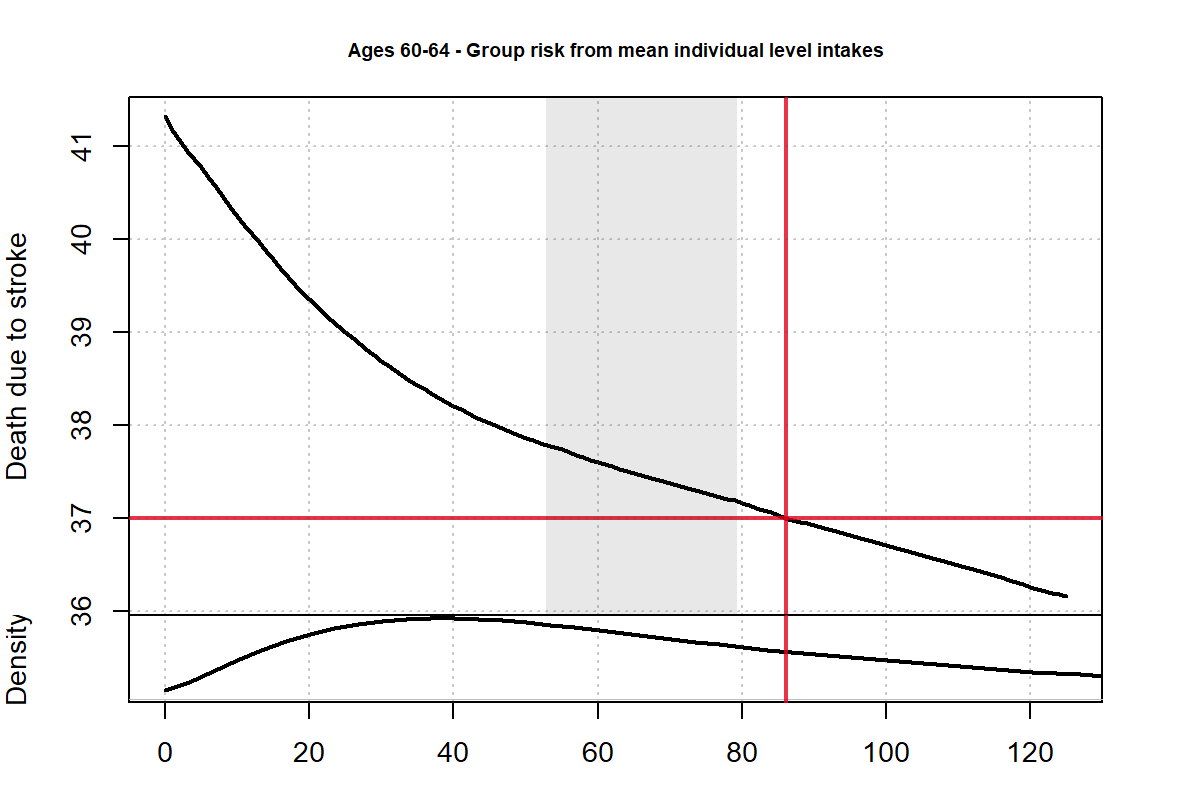 Ages 60-64 - Group risk from mean individual level intakes
Death due to stroke
41
40
39
38
37
36
Density
0 20 40 60 80 100 120